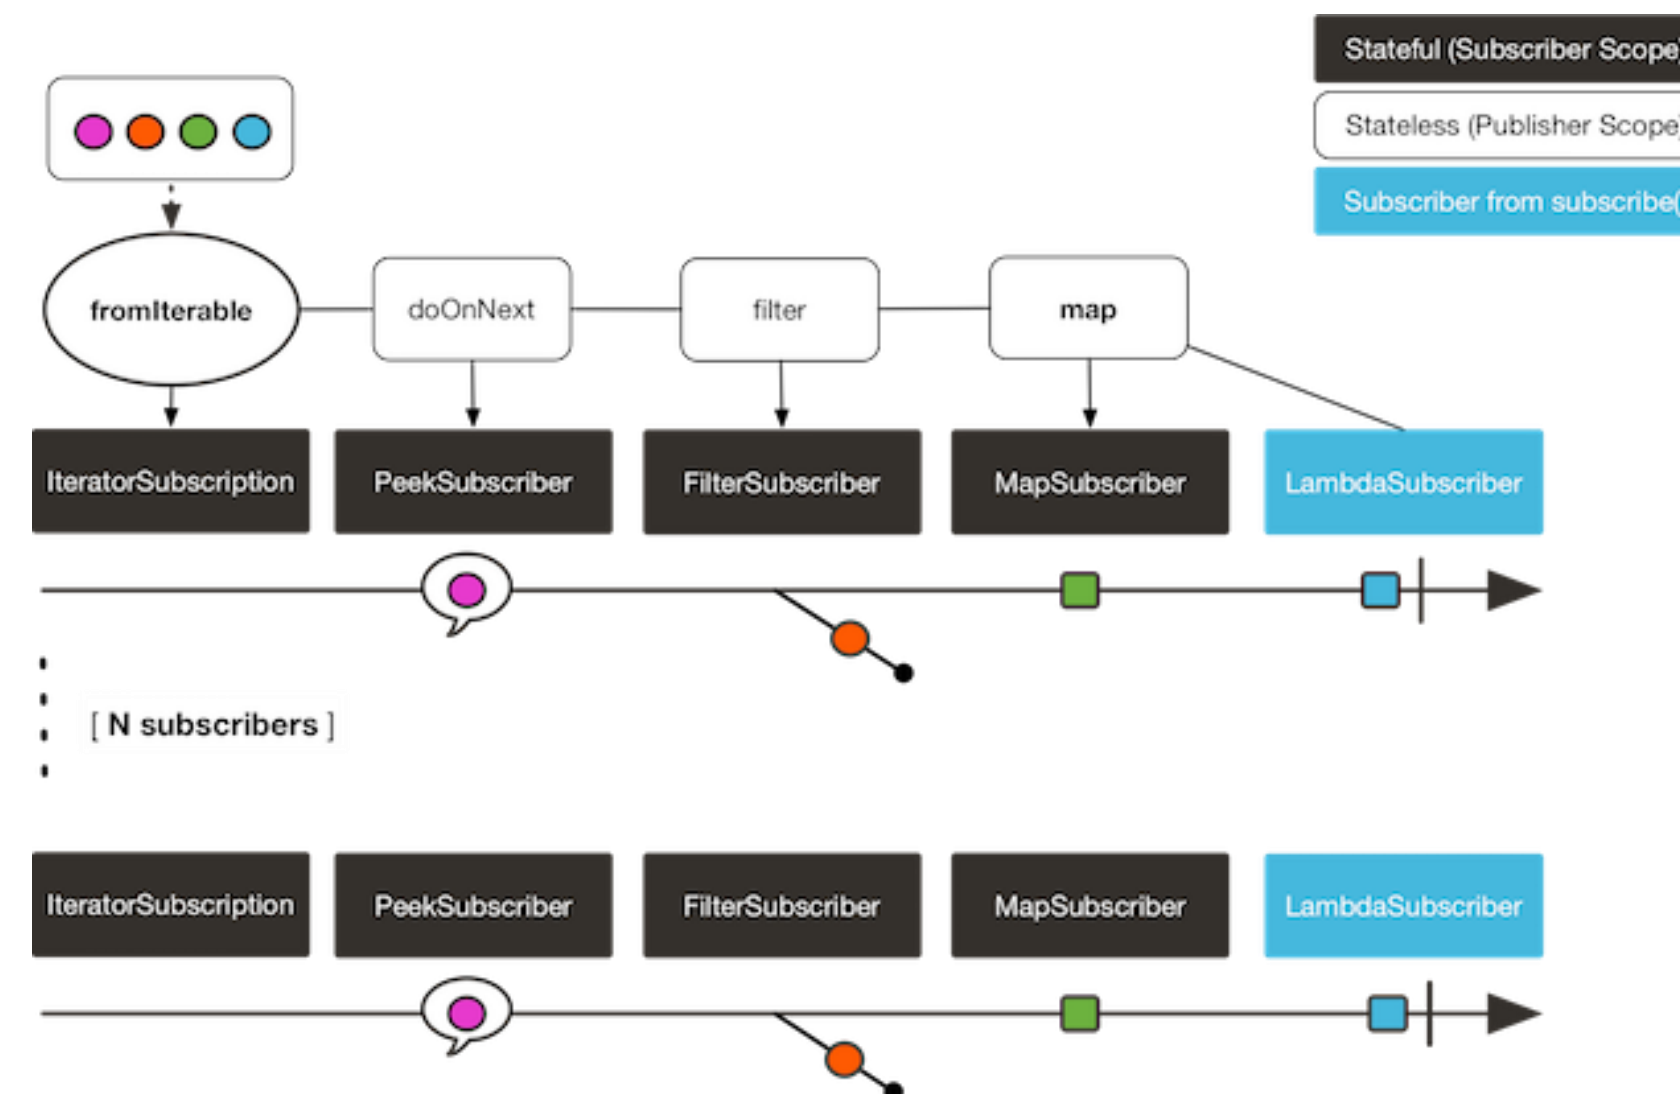 Stateful (Subscriber Scope)
Stateless (Publisher Scope)
Subscriber from subscribe(
fromIterable
doOnNext
filter
map
IteratorSubscription
PeekSubscriber
FilterSubscriber
MapSubscriber
LambdaSubscriber
[ N subscribers ]
IteratorSubscription
PeekSubscriber
FilterSubscriber
MapSubscriber
LambdaSubscriber